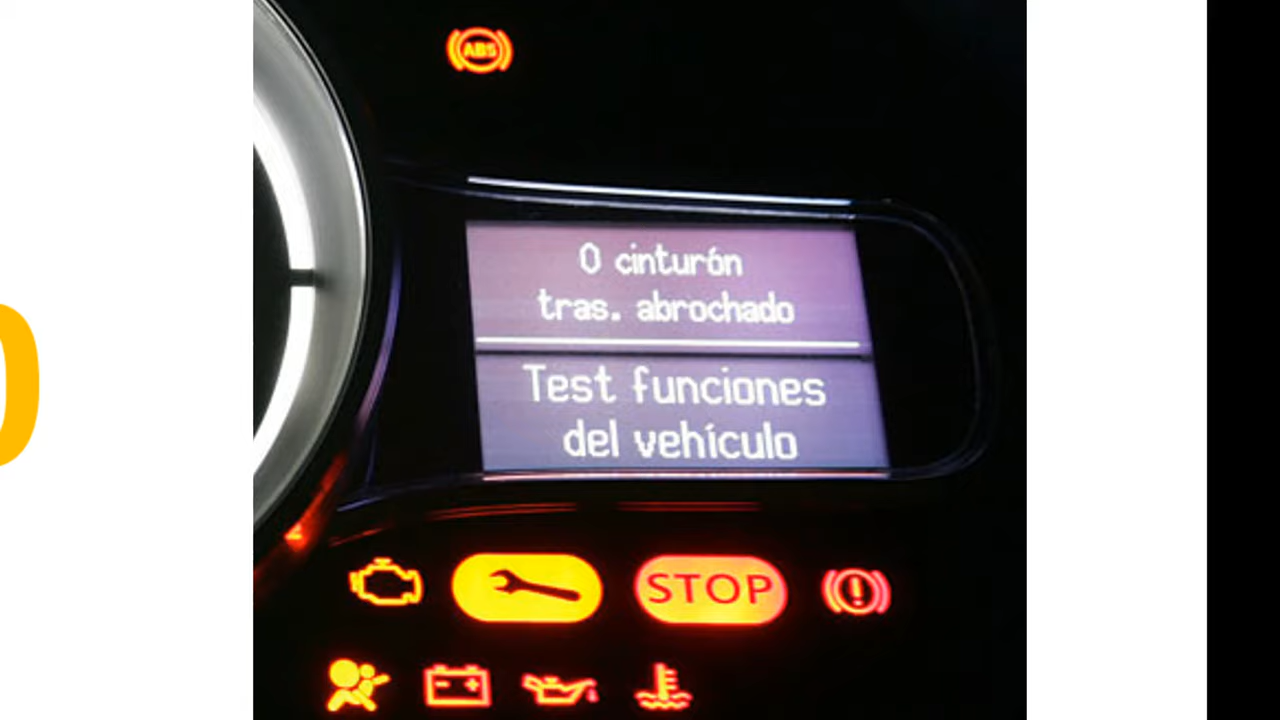 ABS
0 cinturón
tras. abrochado
Test funciones
del vehículo
STOP